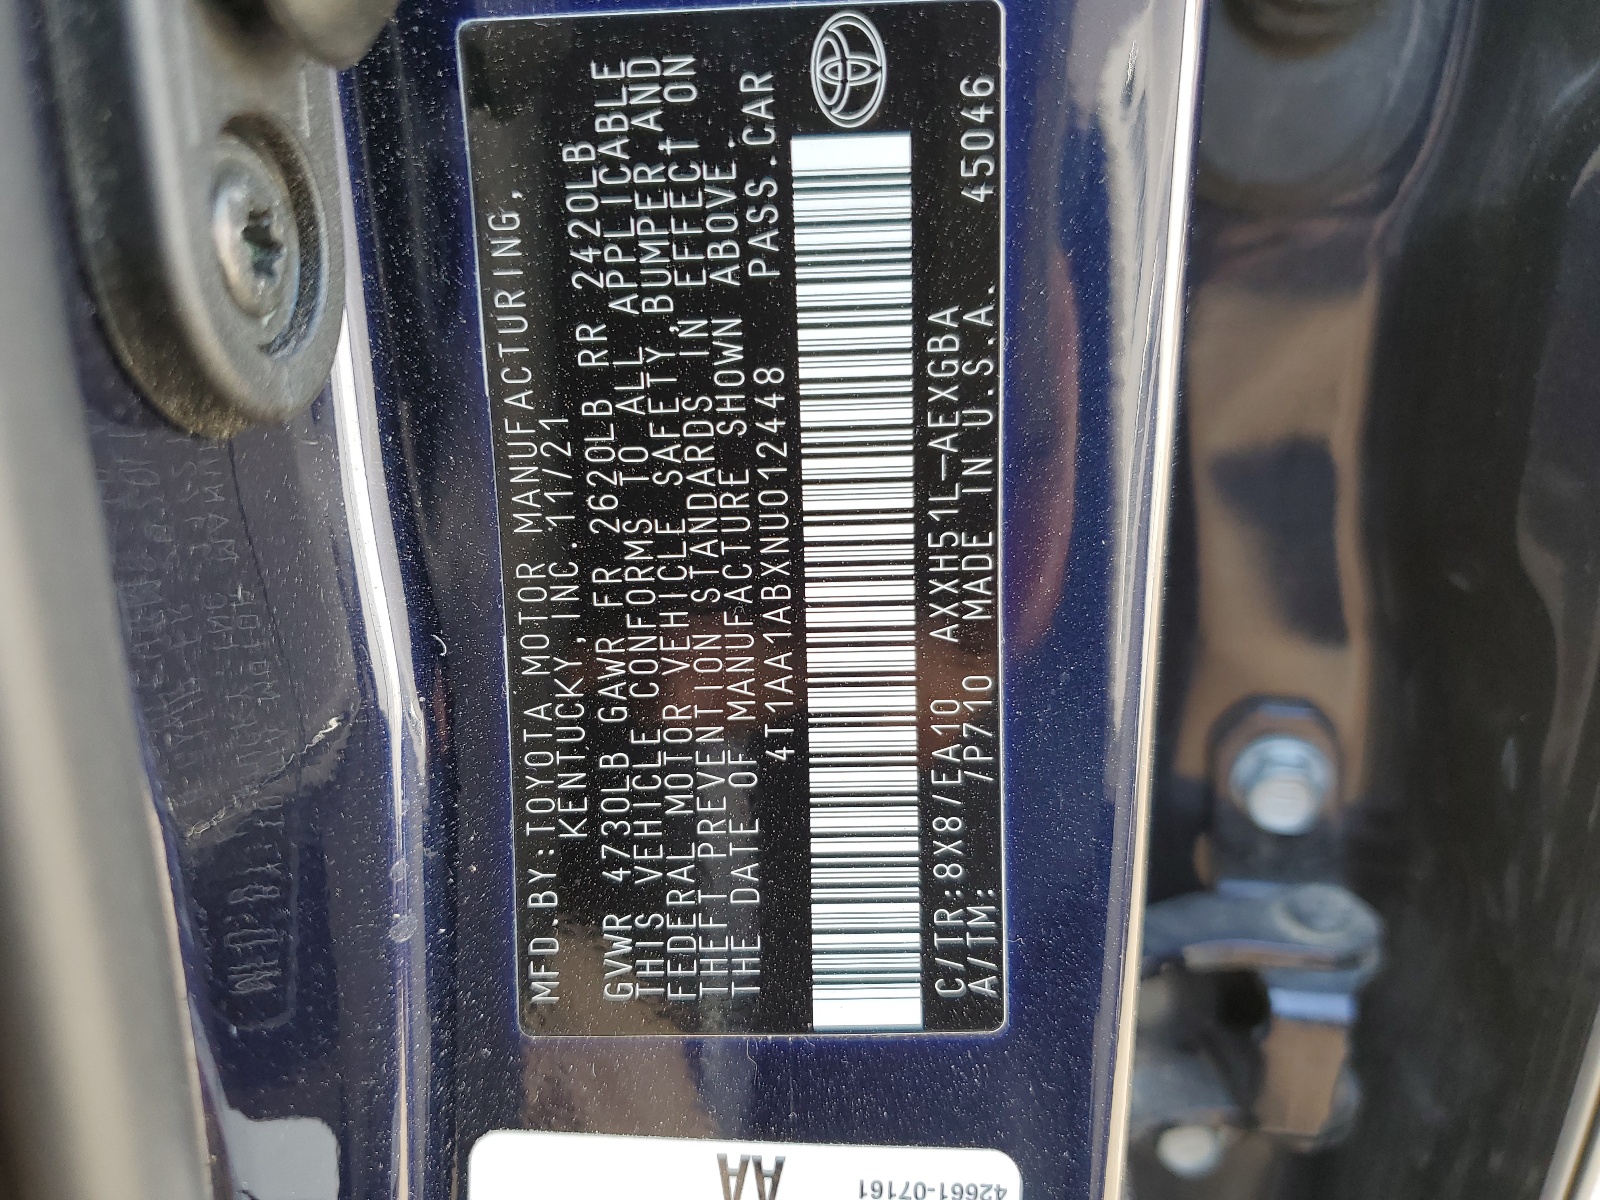 MFD.BY:TOYOTA MOTOR MANUFACTURING,
KENTUCKY,INC. 11/21
GVWR 4730LB GAWR FR 2620LB RR 2420LB
THIS VEHICLE CONFORMS TO ALL APPLICABLE
FEDERAL MOTOR VEHICLE SAFETY,BUMPER,AND
THEFT PREVENTION STANDARDS IN EFFECT ON
THE DATE OF MANUFACTURE SHOWN ABOVE.
4T1AA1ABXNU012448 PASS.CAR
C/TR:8X8/EA10 AXXH51L-AEXGBA
A/TM: /P710 MADE IN U.S.A. 45046
AA
42661-07161